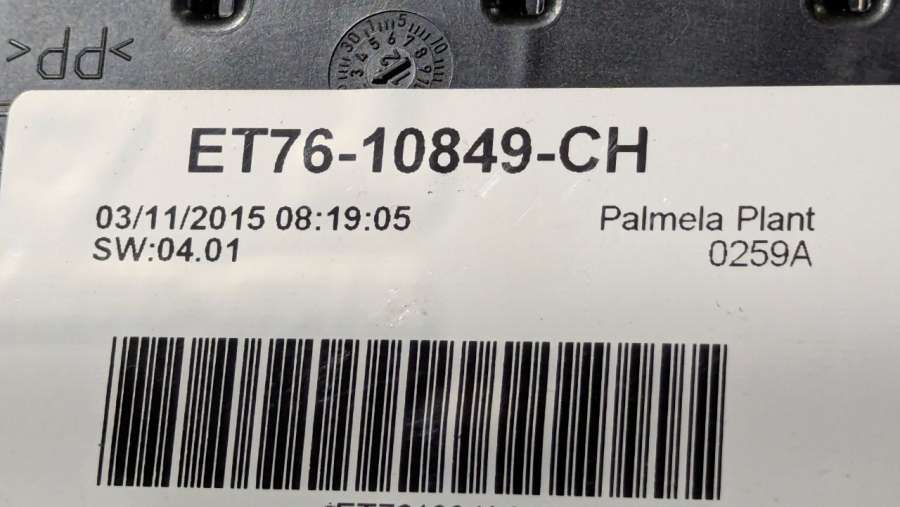 >PP<
ET76-10849-CH
03/11/2015 08:19:05
Palmela Plant
SW:04.01
0259A